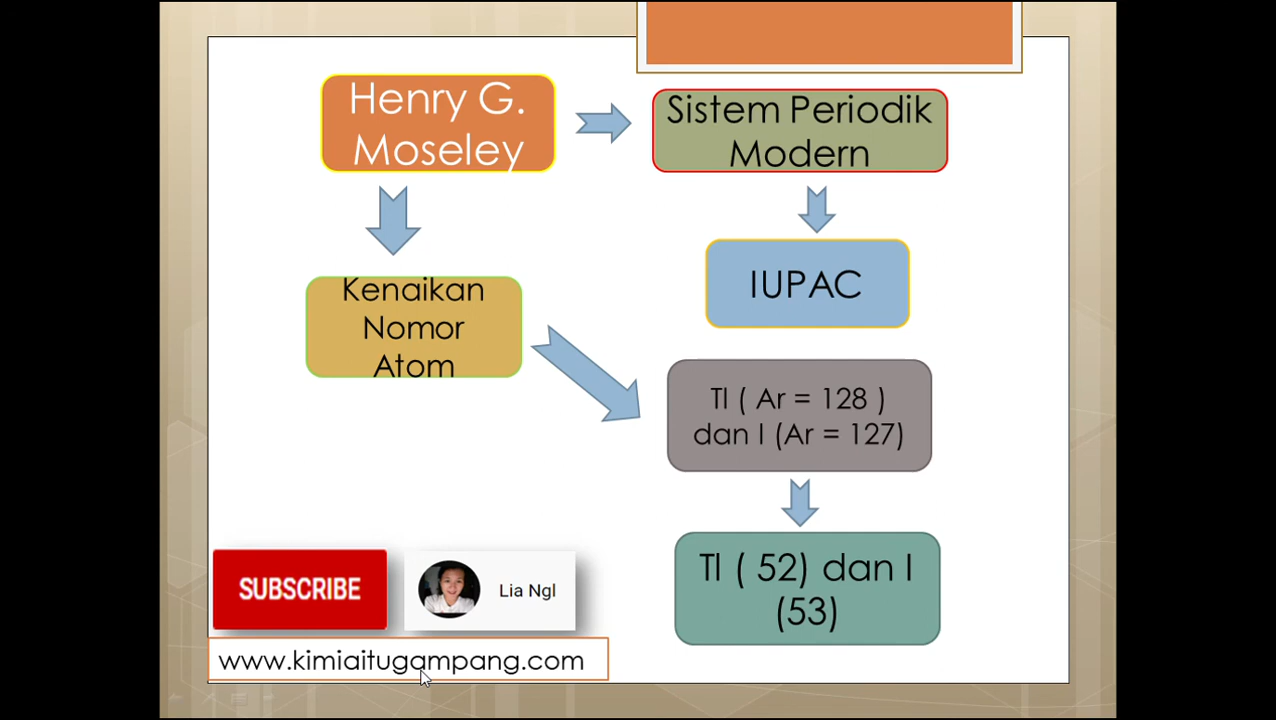 Henry G.
Moseley
Sistem Periodik
Modern
IUPAC
Kenaikan
Nomor
Atom
Tl ( Ar = 128 )
dan I (Ar = 127)
Tl ( 52) dan I
(53)
SUBSCRIBE
Lia Ngl
www.kimiaitugampang.com